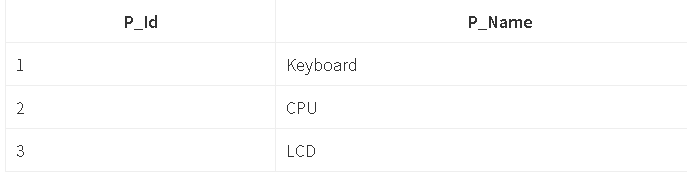 P_Id P_Name
1 Keyboard
2 CPU
3 LCD